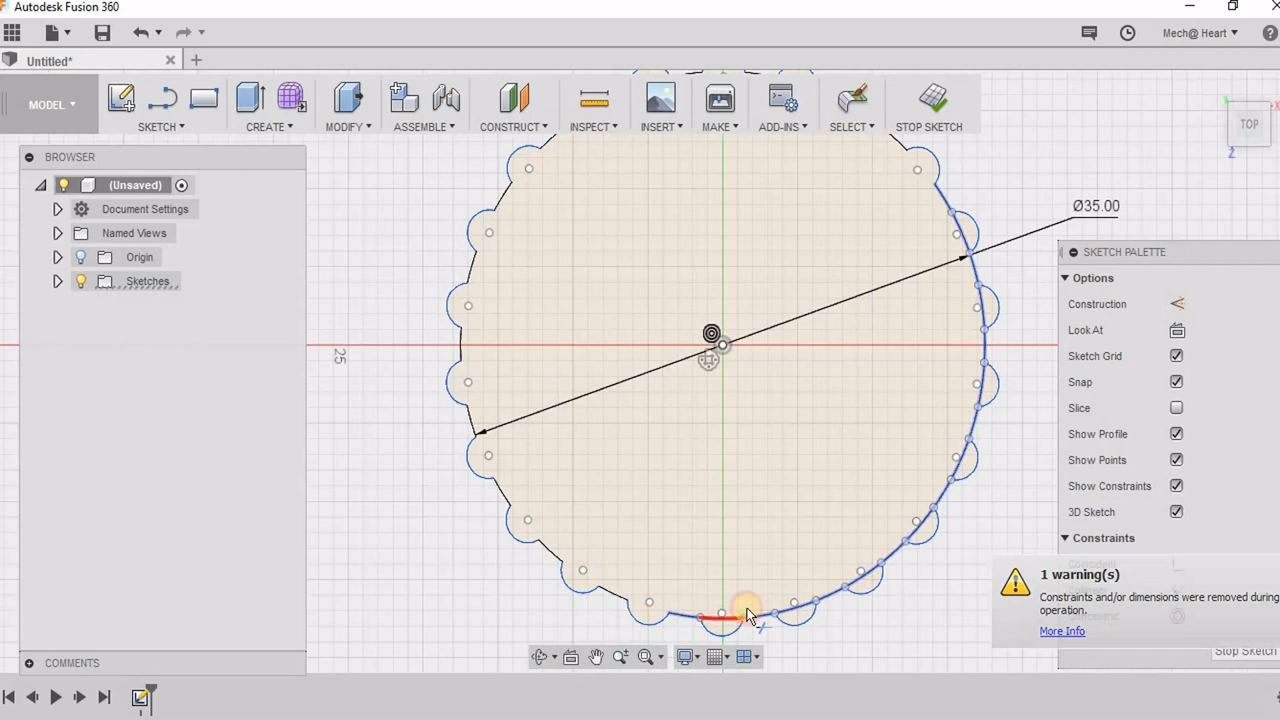 Autodesk Fusion 360
Mech@ Heart
Untitled*
MODEL
SKETCH
CREATE
MODIFY
ASSEMBLE
CONSTRUCT
INSPECT
INSERT
MAKE
ADD-INS
SELECT
STOP SKETCH
TOP
Z
BROWSER
(Unsaved)
Document Settings
Named Views
Origin
Sketches
Ø35.00
25
SKETCH PALETTE
Options
Construction
Look At
Sketch Grid
Snap
Slice
Show Profile
Show Points
Show Constraints
3D Sketch
Constraints
1 warning(s)
Constraints and/or dimensions were removed during
operation.
More Info
Stop Sketch
COMMENTS